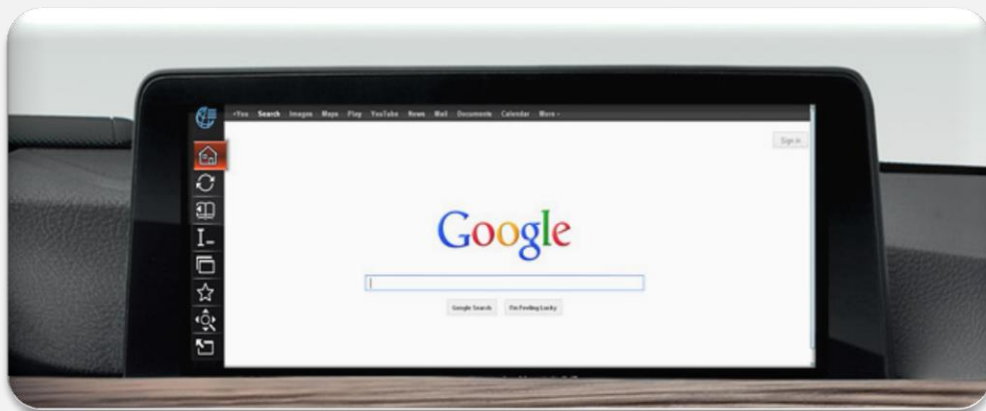 +You Search Images Maps Play YouTube News Mail Documents Calendar More
Sign in
Google
Google Search I'm Feeling Lucky